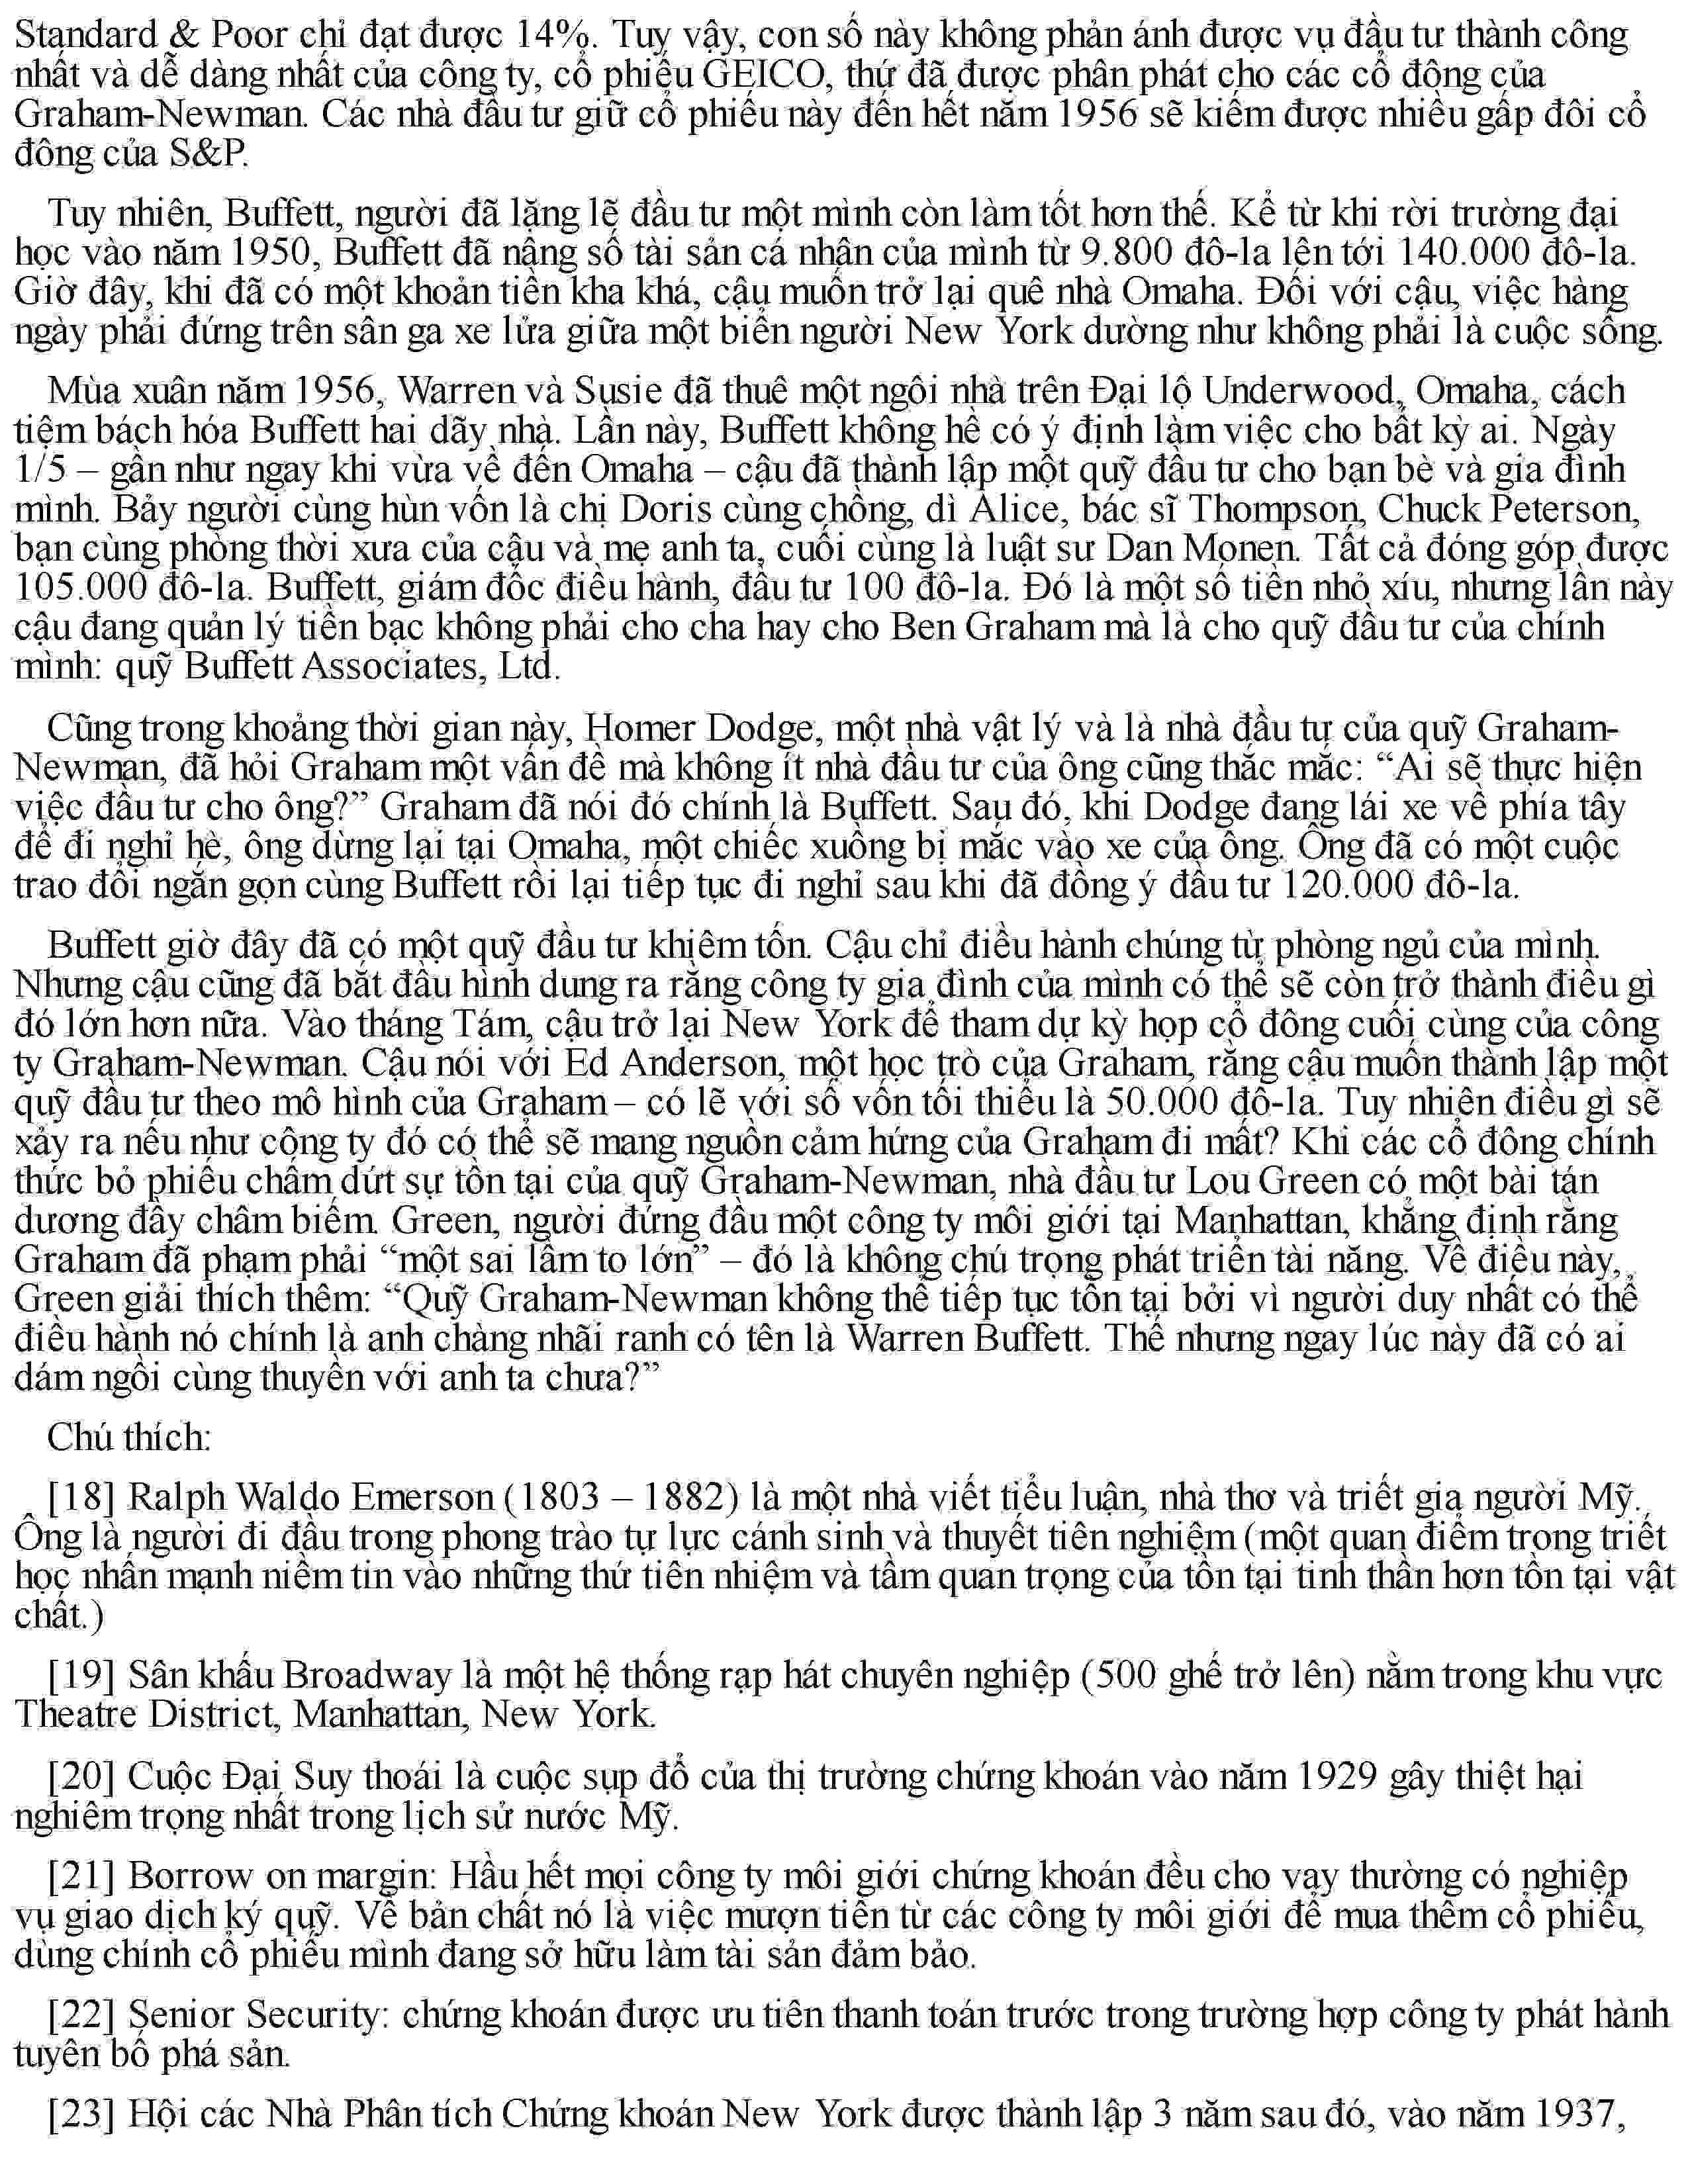 Standard & Poor chỉ đạt được 14%. Tuy vậy, con số này không phản ánh được vụ đầu tư thành công
nhất và dễ dàng nhất của công ty, cổ phiếu GEICO, thứ đã được phân phát cho các cổ đông của
Graham-Newman. Các nhà đầu tư giữ cổ phiếu này đến hết năm 1956 sẽ kiếm được nhiều gấp đôi cổ
đông của S&P.
Tuy nhiên, Buffett, người đã lặng lẽ đầu tư một mình còn làm tốt hơn thế. Kể từ khi rời trường đại
học vào năm 1950, Buffett đã nâng số tài sản cá nhân của mình từ 9.800 đô-la lên tới 140.000 đô-la.
Giờ đây, khi đã có một khoản tiền kha khá, cậu muốn trở lại quê nhà Omaha. Đối với cậu, việc hàng
ngày phải đứng trên sân ga xe lửa giữa một biển người New York dường như không phải là cuộc sống.
Mùa xuân năm 1956, Warren và Susie đã thuê một ngôi nhà trên Đại lộ Underwood, Omaha, cách
tiệm bách hóa Buffett hai dãy nhà. Lần này, Buffett không hề có ý định làm việc cho bất kỳ ai. Ngày
1/5 – gần như ngay khi vừa về đến Omaha – cậu đã thành lập một quỹ đầu tư cho bạn bè và gia đình
mình. Bảy người cùng hùn vốn là chị Doris cùng chồng, dì Alice, bác sĩ Thompson, Chuck Peterson,
bạn cùng phòng thời xưa của cậu và mẹ anh ta, cuối cùng là luật sư Dan Monen. Tất cả đóng góp được
105.000 đô-la. Buffett, giám đốc điều hành, đầu tư 100 đô-la. Đó là một số tiền nhỏ xíu, nhưng lần này
cậu đang quản lý tiền bạc không phải cho cha hay cho Ben Graham mà là cho quỹ đầu tư của chính
mình: quỹ Buffett Associates, Ltd.
Cũng trong khoảng thời gian này, Homer Dodge, một nhà vật lý và là nhà đầu tư của quỹ Graham-
Newman, đã hỏi Graham một vấn đề mà không ít nhà đầu tư của ông cũng thắc mắc: “Ai sẽ thực hiện
việc đầu tư cho ông?” Graham đã nói đó chính là Buffett. Sau đó, khi Dodge đang lái xe về phía tây
để đi nghỉ hè, ông dừng lại tại Omaha, một chiếc xuồng bị mắc vào xe của ông. Ông đã có một cuộc
trao đổi ngắn gọn cùng Buffett rồi lại tiếp tục đi nghỉ sau khi đã đồng ý đầu tư 120.000 đô-la.
Buffett giờ đây đã có một quỹ đầu tư khiêm tốn. Cậu chỉ điều hành chúng từ phòng ngủ của mình.
Nhưng cậu cũng đã bắt đầu hình dung ra rằng công ty gia đình của mình có thể sẽ còn trở thành điều gì
đó lớn hơn nữa. Vào tháng Tám, cậu trở lại New York để tham dự kỳ họp cổ đông cuối cùng của công
ty Graham-Newman. Cậu nói với Ed Anderson, một học trò của Graham, rằng cậu muốn thành lập một
quỹ đầu tư theo mô hình của Graham – có lẽ với số vốn tối thiểu là 50.000 đô-la. Tuy nhiên điều gì sẽ
xảy ra nếu như công ty đó có thể sẽ mang nguồn cảm hứng của Graham đi mất? Khi các cổ đông chính
thức bỏ phiếu chấm dứt sự tồn tại của quỹ Graham-Newman, nhà đầu tư Lou Green có một bài tán
dương đầy châm biếm. Green, người đứng đầu một công ty môi giới tại Manhattan, khẳng định rằng
Graham đã phạm phải “một sai lầm to lớn” – đó là không chú trọng phát triển tài năng. Về điều này,
Green giải thích thêm: “Quỹ Graham-Newman không thể tiếp tục tồn tại bởi vì người duy nhất có thể
điều hành nó chính là anh chàng nhãi ranh có tên là Warren Buffett. Thế nhưng ngay lúc này đã có ai
dám ngồi cùng thuyền với anh ta chưa?”
Chú thích:
[18] Ralph Waldo Emerson (1803 – 1882) là một nhà viết tiểu luận, nhà thơ và triết gia người Mỹ.
Ông là người đi đầu trong phong trào tự lực cánh sinh và thuyết tiên nghiệm (một quan điểm trong triết
học nhấn mạnh niềm tin vào những thứ tiên nhiệm và tầm quan trọng của tồn tại tinh thần hơn tồn tại vật
chất.)
[19] Sân khấu Broadway là một hệ thống rạp hát chuyên nghiệp (500 ghế trở lên) nằm trong khu vực
Theatre District, Manhattan, New York.
[20] Cuộc Đại Suy thoái là cuộc sụp đổ của thị trường chứng khoán vào năm 1929 gây thiệt hại
nghiêm trọng nhất trong lịch sử nước Mỹ.
[21] Borrow on margin: Hầu hết mọi công ty môi giới chứng khoán đều cho vay thường có nghiệp
vụ giao dịch ký quỹ. Về bản chất nó là việc mượn tiền từ các công ty môi giới để mua thêm cổ phiếu,
dùng chính cổ phiếu mình đang sở hữu làm tài sản đảm bảo.
[22] Senior Security: chứng khoán được ưu tiên thanh toán trước trong trường hợp công ty phát hành
tuyên bố phá sản.
[23] Hội các Nhà Phân tích Chứng khoán New York được thành lập 3 năm sau đó, vào năm 1937,